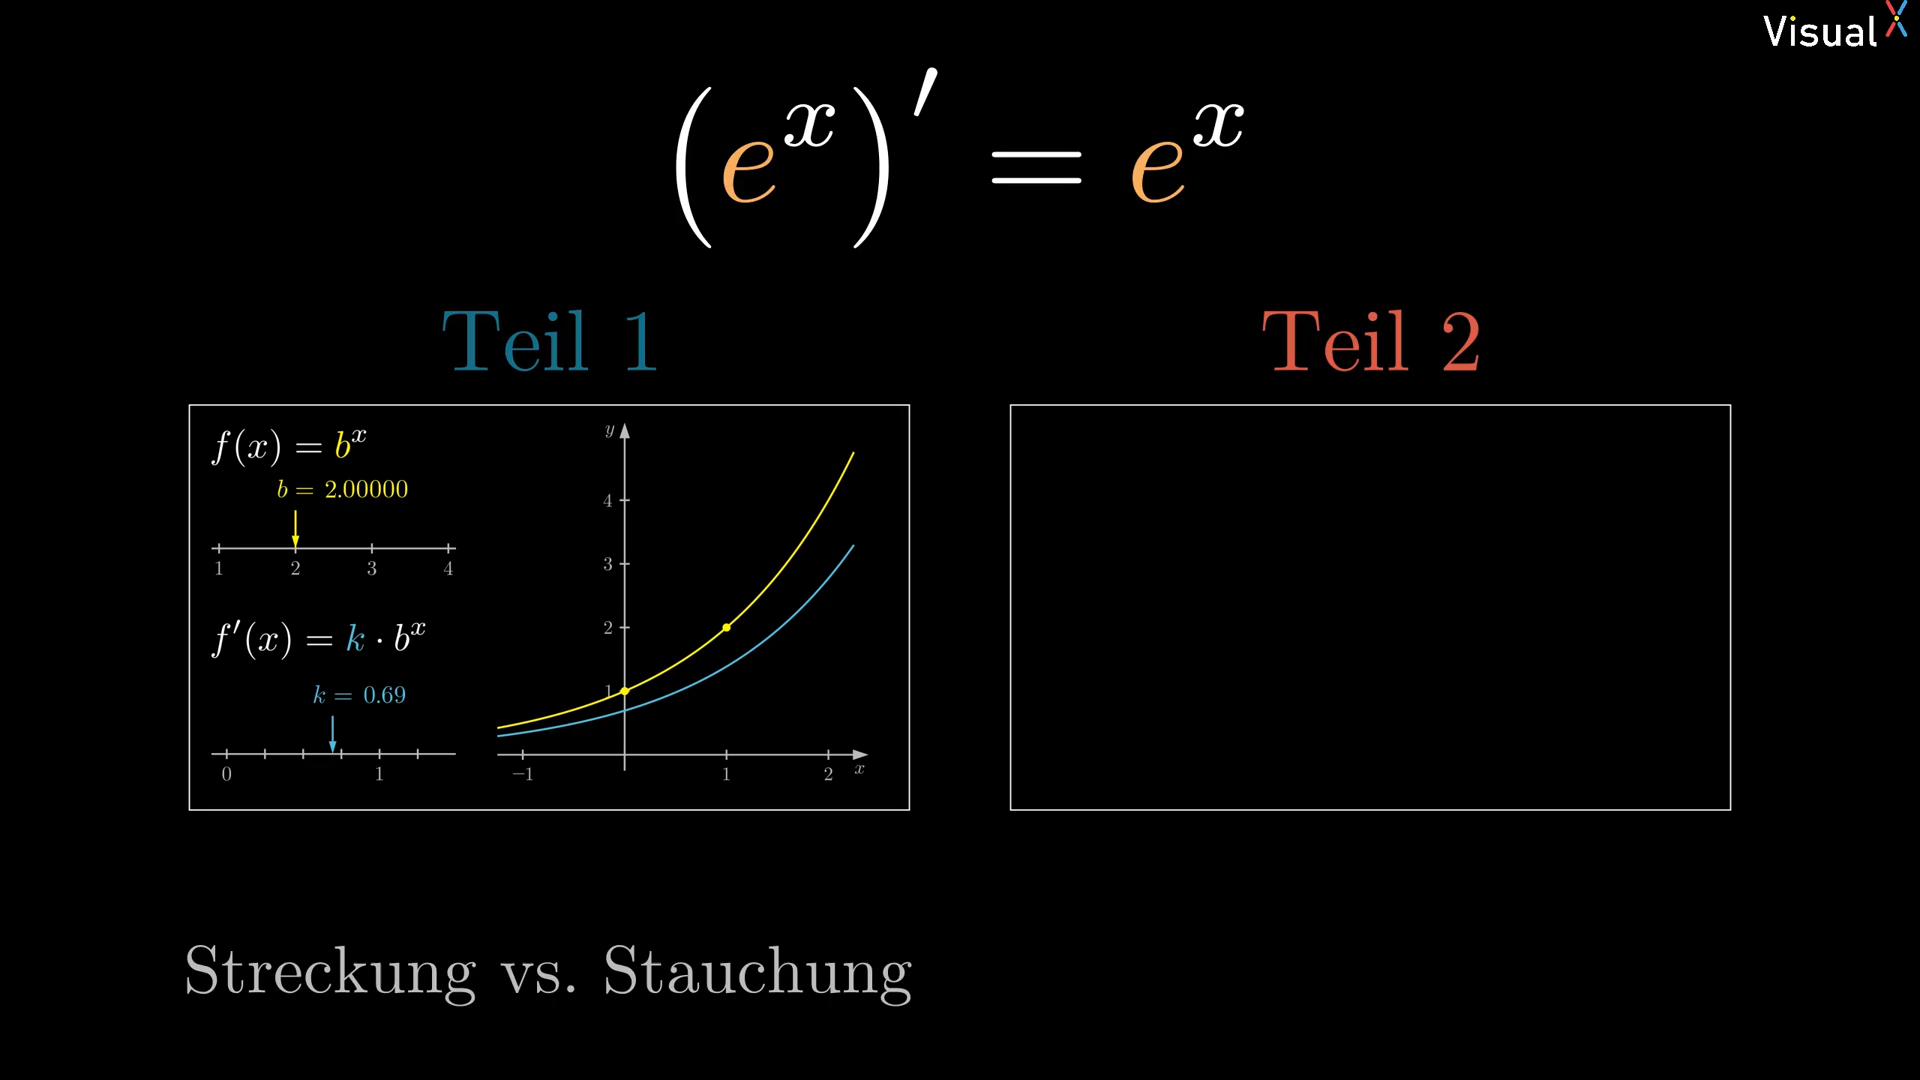 VisualX
(e^x)' = e^x
Teil 1
Teil 2
f(x) = b^x
b = 2.00000
1 2 3 4
f'(x) = k · b^x
k = 0.69
0 1
y
4
3
2
1
−1 1 2 x
Streckung vs. Stauchung